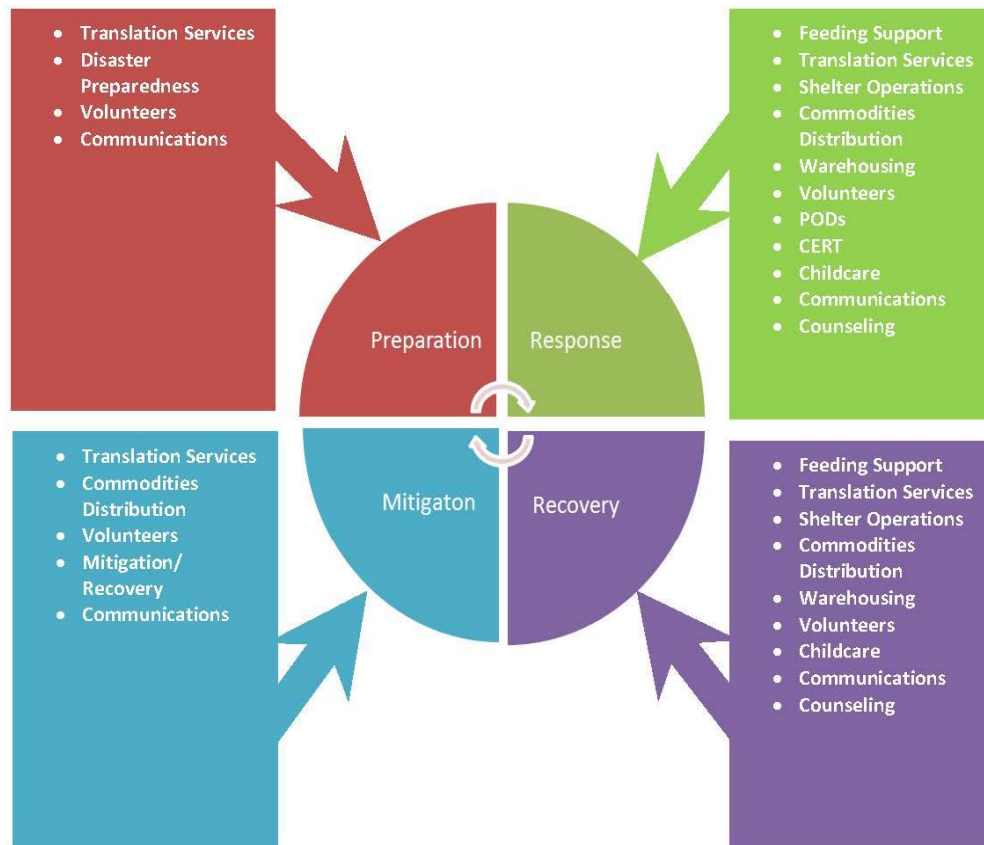 • Translation Services
• Disaster
Preparedness
• Volunteers
• Communications
• Feeding Support
• Translation Services
• Shelter Operations
• Commodities
Distribution
• Warehousing
• Volunteers
• PODs
• CERT
• Childcare
• Communications
• Counseling
Preparation
Response
Mitigaton
Recovery
• Translation Services
• Commodities
Distribution
• Volunteers
• Mitigation/
Recovery
• Communications
• Feeding Support
• Translation Services
• Shelter Operations
• Commodities
Distribution
• Warehousing
• Volunteers
• Childcare
• Communications
• Counseling